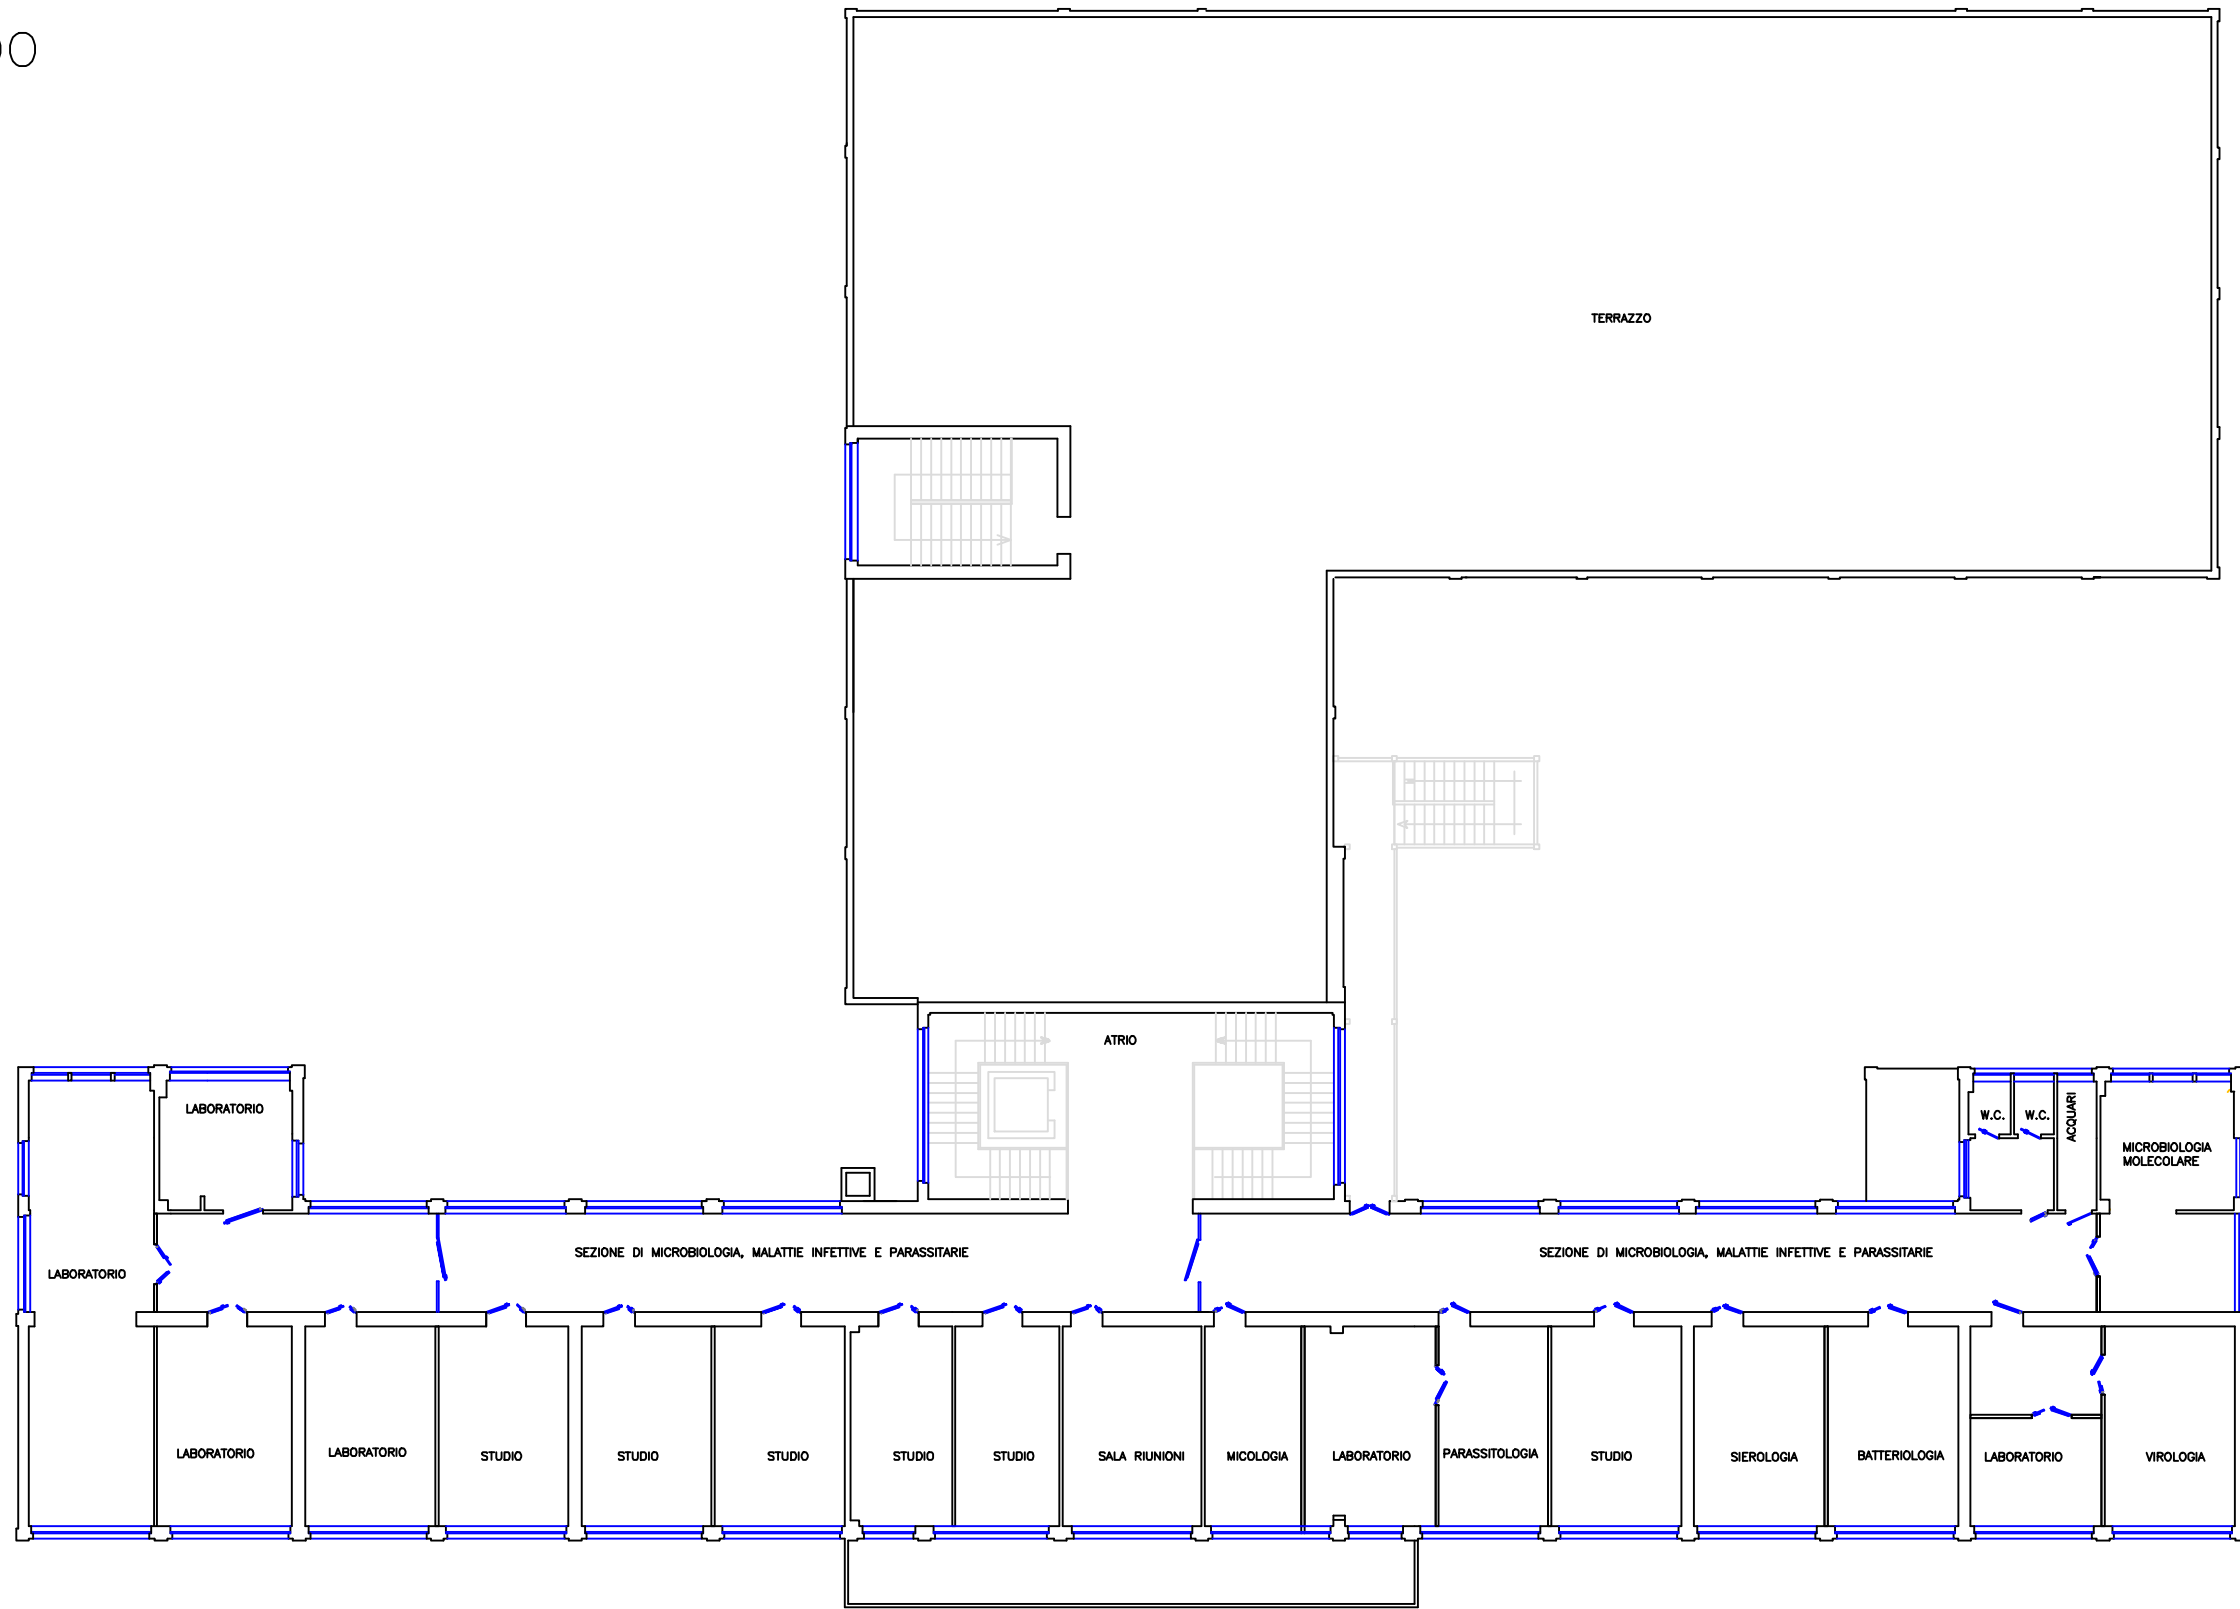 O
TERRAZZO
ATRIO
LABORATORIO
W.C.
W.C.
ACQUARI
MICROBIOLOGIA
MOLECOLARE
SEZIONE DI MICROBIOLOGIA, MALATTIE INFETTIVE E PARASSITARIE
SEZIONE DI MICROBIOLOGIA, MALATTIE INFETTIVE E PARASSITARIE
LABORATORIO
LABORATORIO
LABORATORIO
STUDIO
STUDIO
STUDIO
STUDIO
STUDIO
SALA RIUNIONI
MICOLOGIA
LABORATORIO
PARASSITOLOGIA
STUDIO
SIEROLOGIA
BATTERIOLOGIA
LABORATORIO
VIROLOGIA